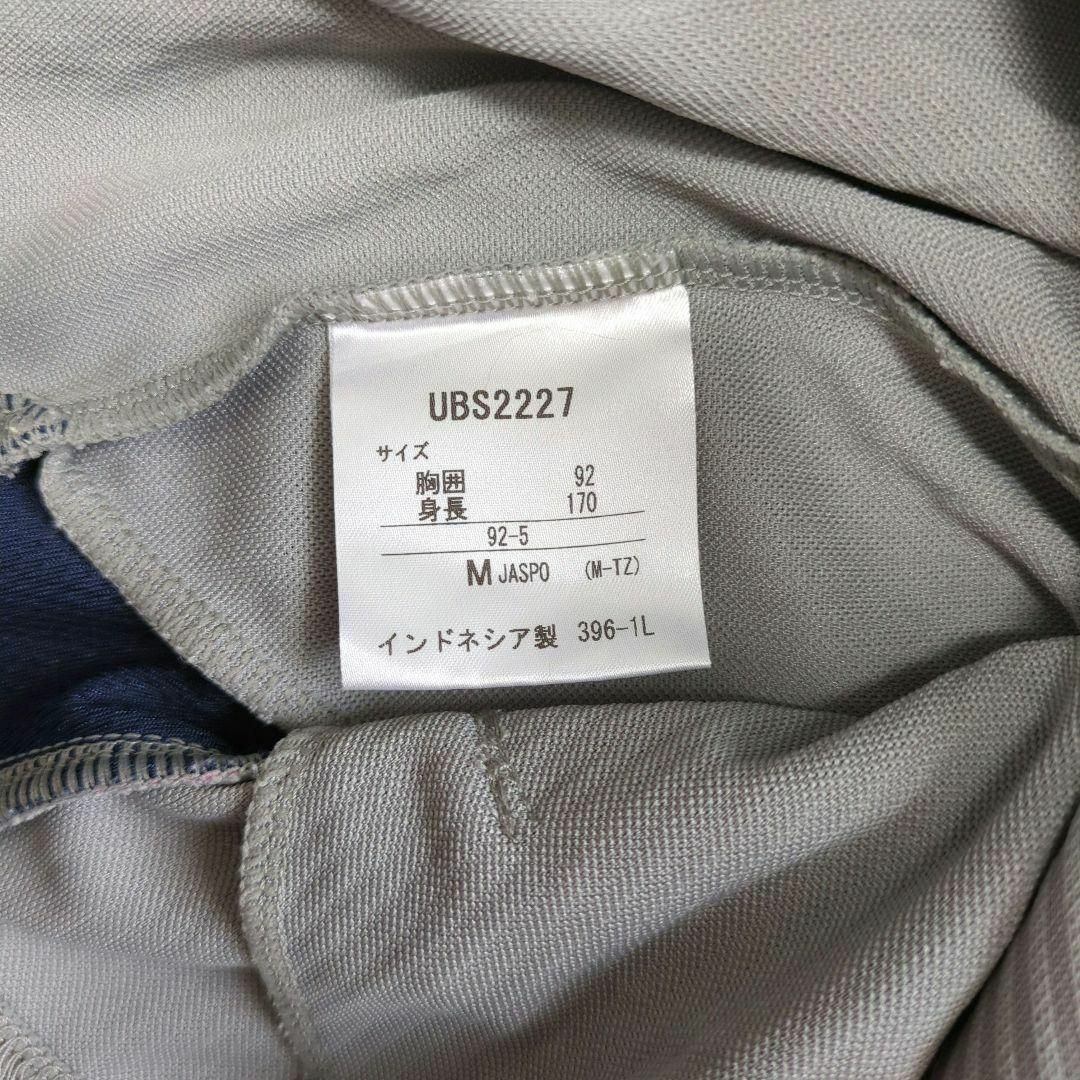 UBS2227
サイズ
胸囲 92
身長 170
92-5
M JASPO (M-TZ)
インドネシア製 396-1L